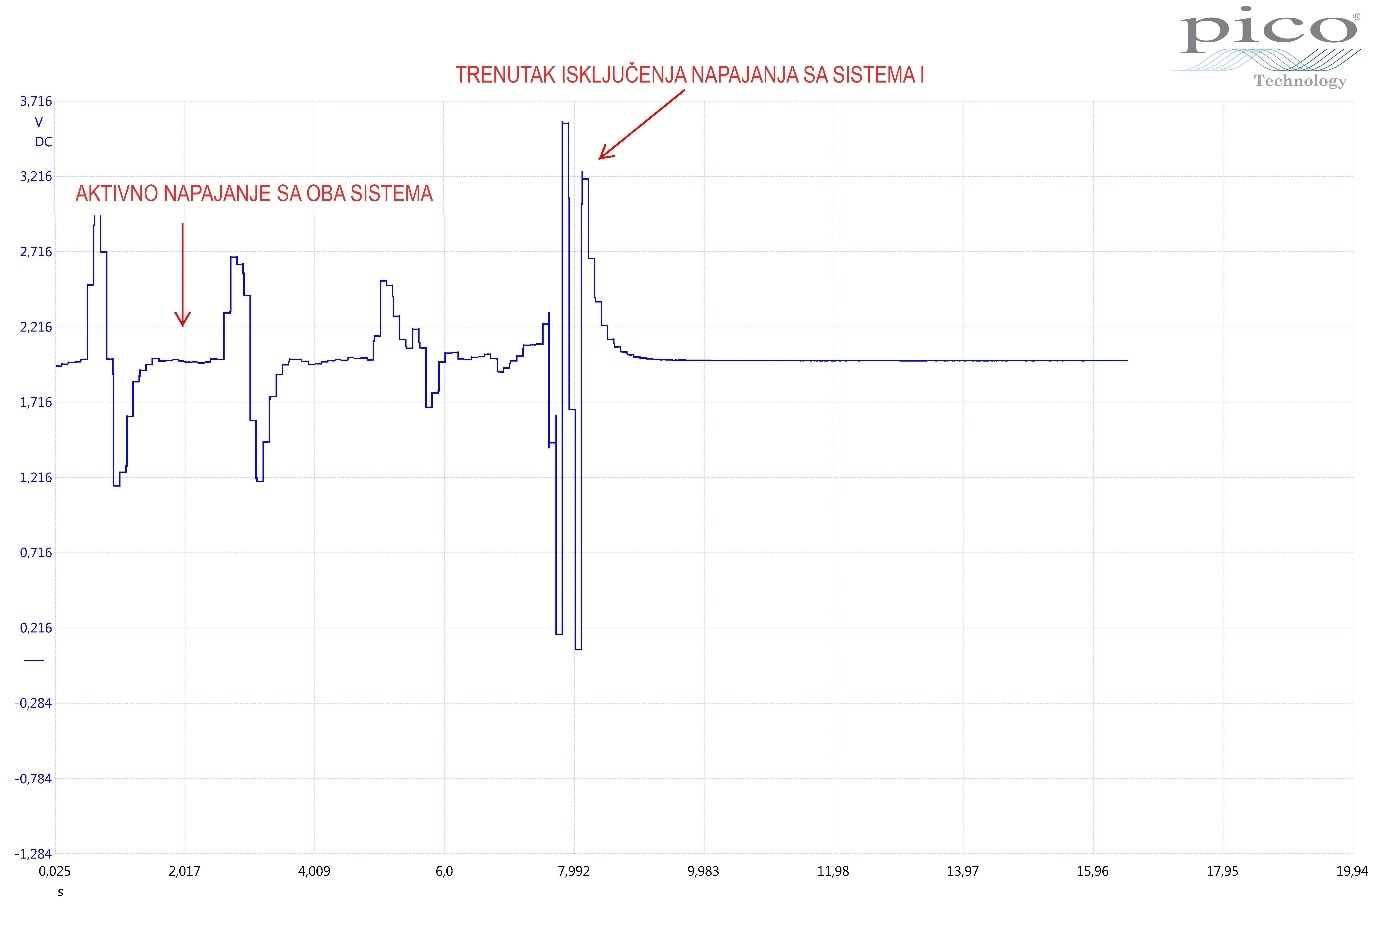 pico®
Technology
TRENUTAK ISKLJUČENJA NAPAJANJA SA SISTEMA I
3,716
V
DC
3,216
AKTIVNO NAPAJANJE SA OBA SISTEMA
2,716
2,216
1,716
1,216
0,716
0,216
-0,284
-0,784
-1,284
0,025 2,017 4,009 6,0 7,992 9,983 11,98 13,97 15,96 17,95 19,94
s